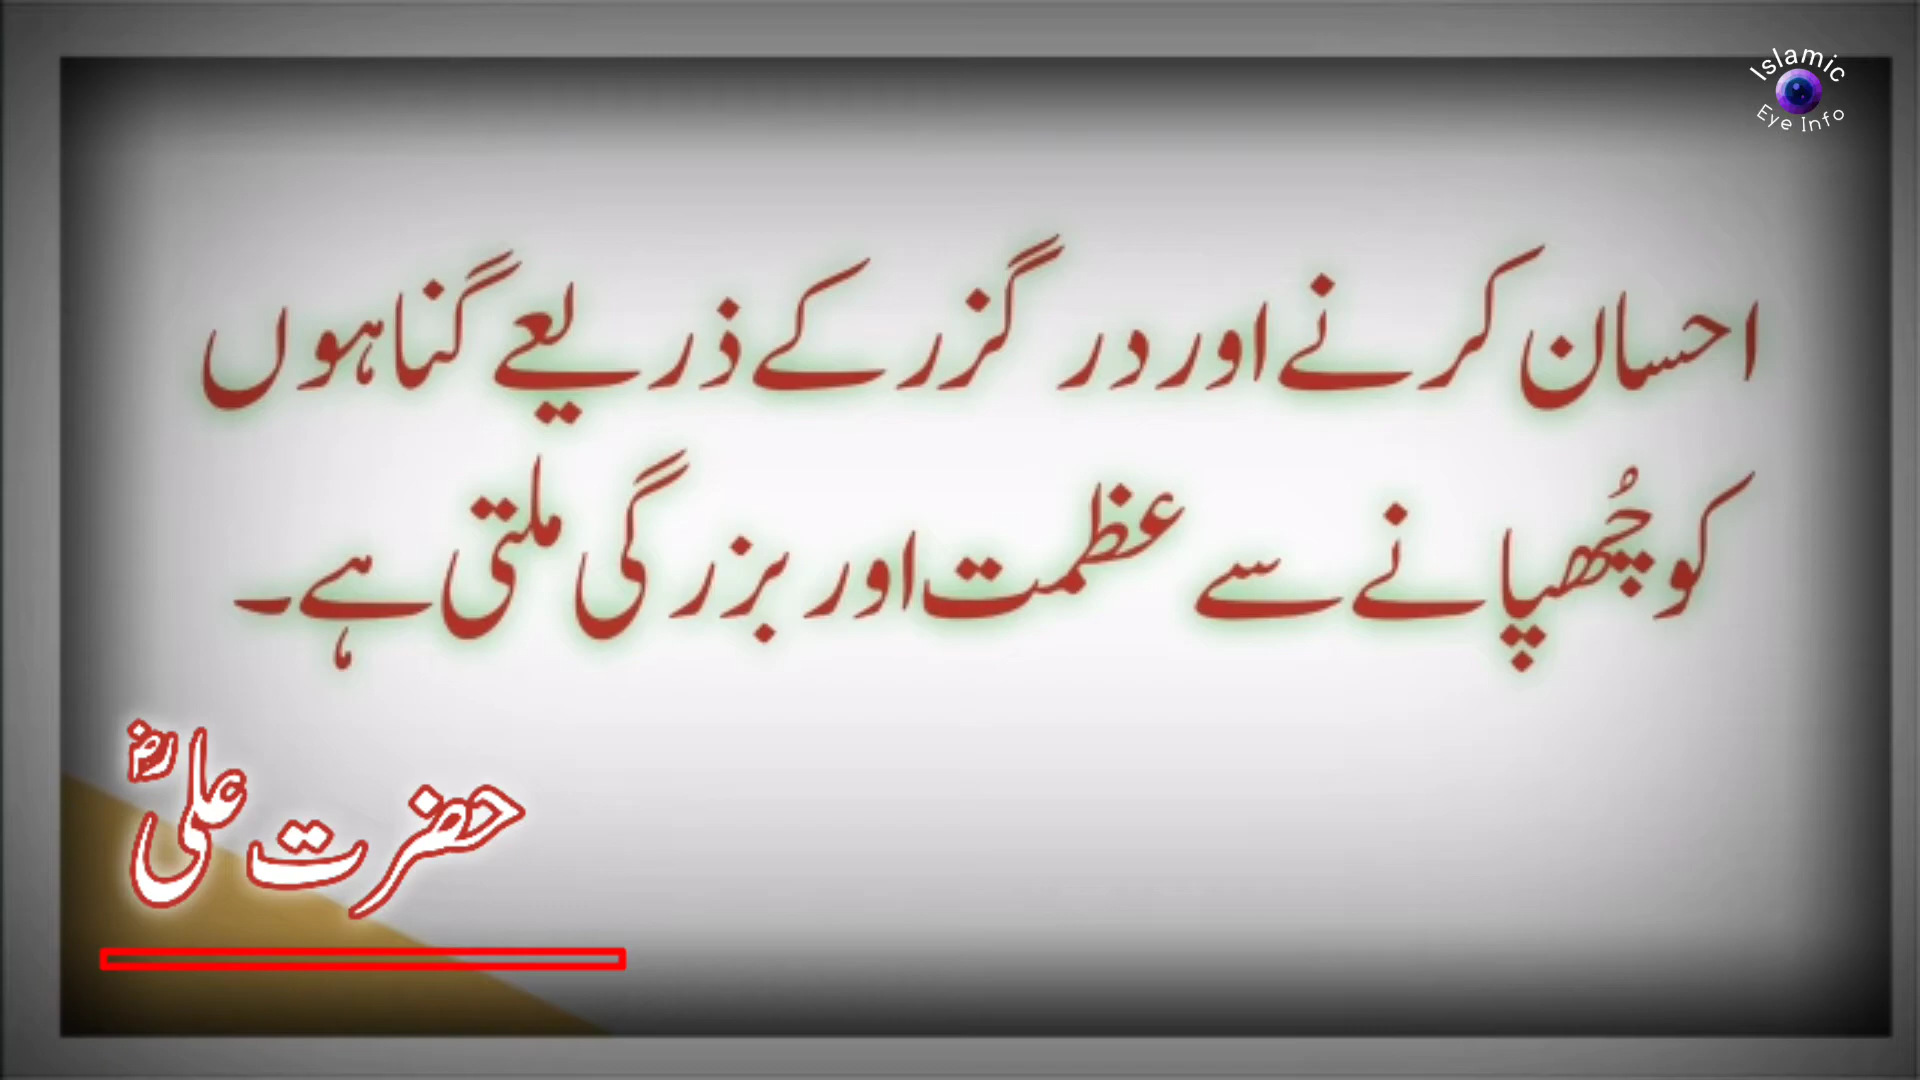 Islamic
Eye Info
احسان کرنے اور در گزر کے ذریعے گناہوں
کو چُھپانے سے عظمت اور بزرگی ملتی ہے۔
حضرت علیؓ